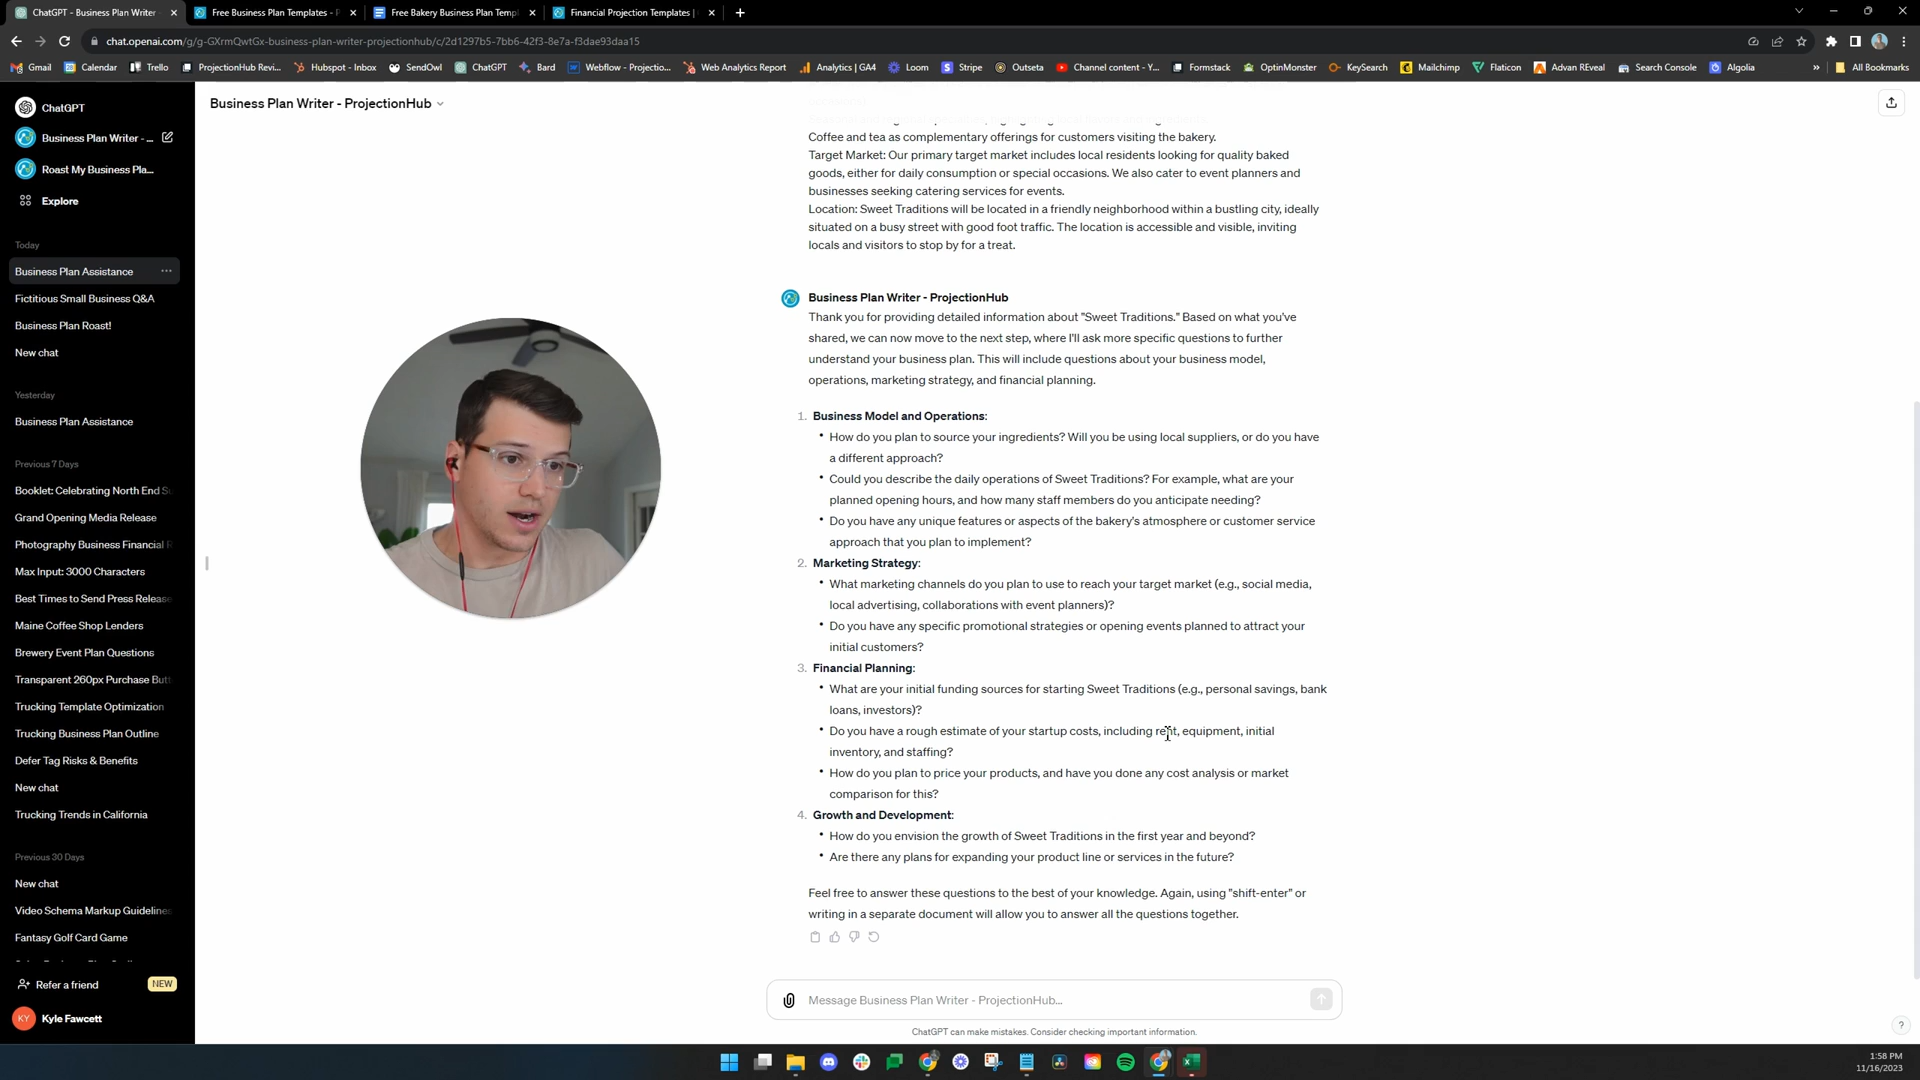 ChatGPT - Business Plan Writer
Free Business Plan Templates - P
Free Bakery Business Plan Templ
Financial Projection Templates |
chat.openai.com/g/g-GXrmQwtGx-business-plan-writer-projectionhub/c/2d1297b5-7bb6-42f3-8e7a-f3dae93daa15
Gmail
Calendar
Trello
ProjectionHub Revi...
Hubspot - Inbox
SendOwl
ChatGPT
Bard
Webflow - Projectio...
Web Analytics Report
Analytics | GA4
Loom
Stripe
Outseta
Channel content - Y...
Formstack
OptinMonster
KeySearch
Mailchimp
Flaticon
Advan REveal
Search Console
Algolia
»
All Bookmarks
ChatGPT
Business Plan Writer - ...
Roast My Business Pla...
Explore
Today
Business Plan Assistance
Fictitious Small Business Q&A
Business Plan Roast!
New chat
Yesterday
Business Plan Assistance
Previous 7 Days
Booklet: Celebrating North End Su
Grand Opening Media Release
Photography Business Financial R
Max Input: 3000 Characters
Best Times to Send Press Release
Maine Coffee Shop Lenders
Brewery Event Plan Questions
Transparent 260px Purchase Butt
Trucking Template Optimization
Trucking Business Plan Outline
Defer Tag Risks & Benefits
New chat
Trucking Trends in California
Previous 30 Days
New chat
Video Schema Markup Guidelines
Fantasy Golf Card Game
Refer a friend
NEW
KY
Kyle Fawcett
Business Plan Writer - ProjectionHub
Coffee and tea as complementary offerings for customers visiting the bakery.
Target Market: Our primary target market includes local residents looking for quality baked
goods, either for daily consumption or special occasions. We also cater to event planners and
businesses seeking catering services for events.
Location: Sweet Traditions will be located in a friendly neighborhood within a bustling city, ideally
situated on a busy street with good foot traffic. The location is accessible and visible, inviting
locals and visitors to stop by for a treat.
Business Plan Writer - ProjectionHub
Thank you for providing detailed information about "Sweet Traditions." Based on what you've
shared, we can now move to the next step, where I'll ask more specific questions to further
understand your business plan. This will include questions about your business model,
operations, marketing strategy, and financial planning.
1. Business Model and Operations:
• How do you plan to source your ingredients? Will you be using local suppliers, or do you have
a different approach?
• Could you describe the daily operations of Sweet Traditions? For example, what are your
planned opening hours, and how many staff members do you anticipate needing?
• Do you have any unique features or aspects of the bakery's atmosphere or customer service
approach that you plan to implement?
2. Marketing Strategy:
• What marketing channels do you plan to use to reach your target market (e.g., social media,
local advertising, collaborations with event planners)?
• Do you have any specific promotional strategies or opening events planned to attract your
initial customers?
3. Financial Planning:
• What are your initial funding sources for starting Sweet Traditions (e.g., personal savings, bank
loans, investors)?
• Do you have a rough estimate of your startup costs, including rent, equipment, initial
inventory, and staffing?
• How do you plan to price your products, and have you done any cost analysis or market
comparison for this?
4. Growth and Development:
• How do you envision the growth of Sweet Traditions in the first year and beyond?
• Are there any plans for expanding your product line or services in the future?
Feel free to answer these questions to the best of your knowledge. Again, using "shift-enter" or
writing in a separate document will allow you to answer all the questions together.
Message Business Plan Writer - ProjectionHub...
ChatGPT can make mistakes. Consider checking important information.
?
1:58 PM
11/16/2023